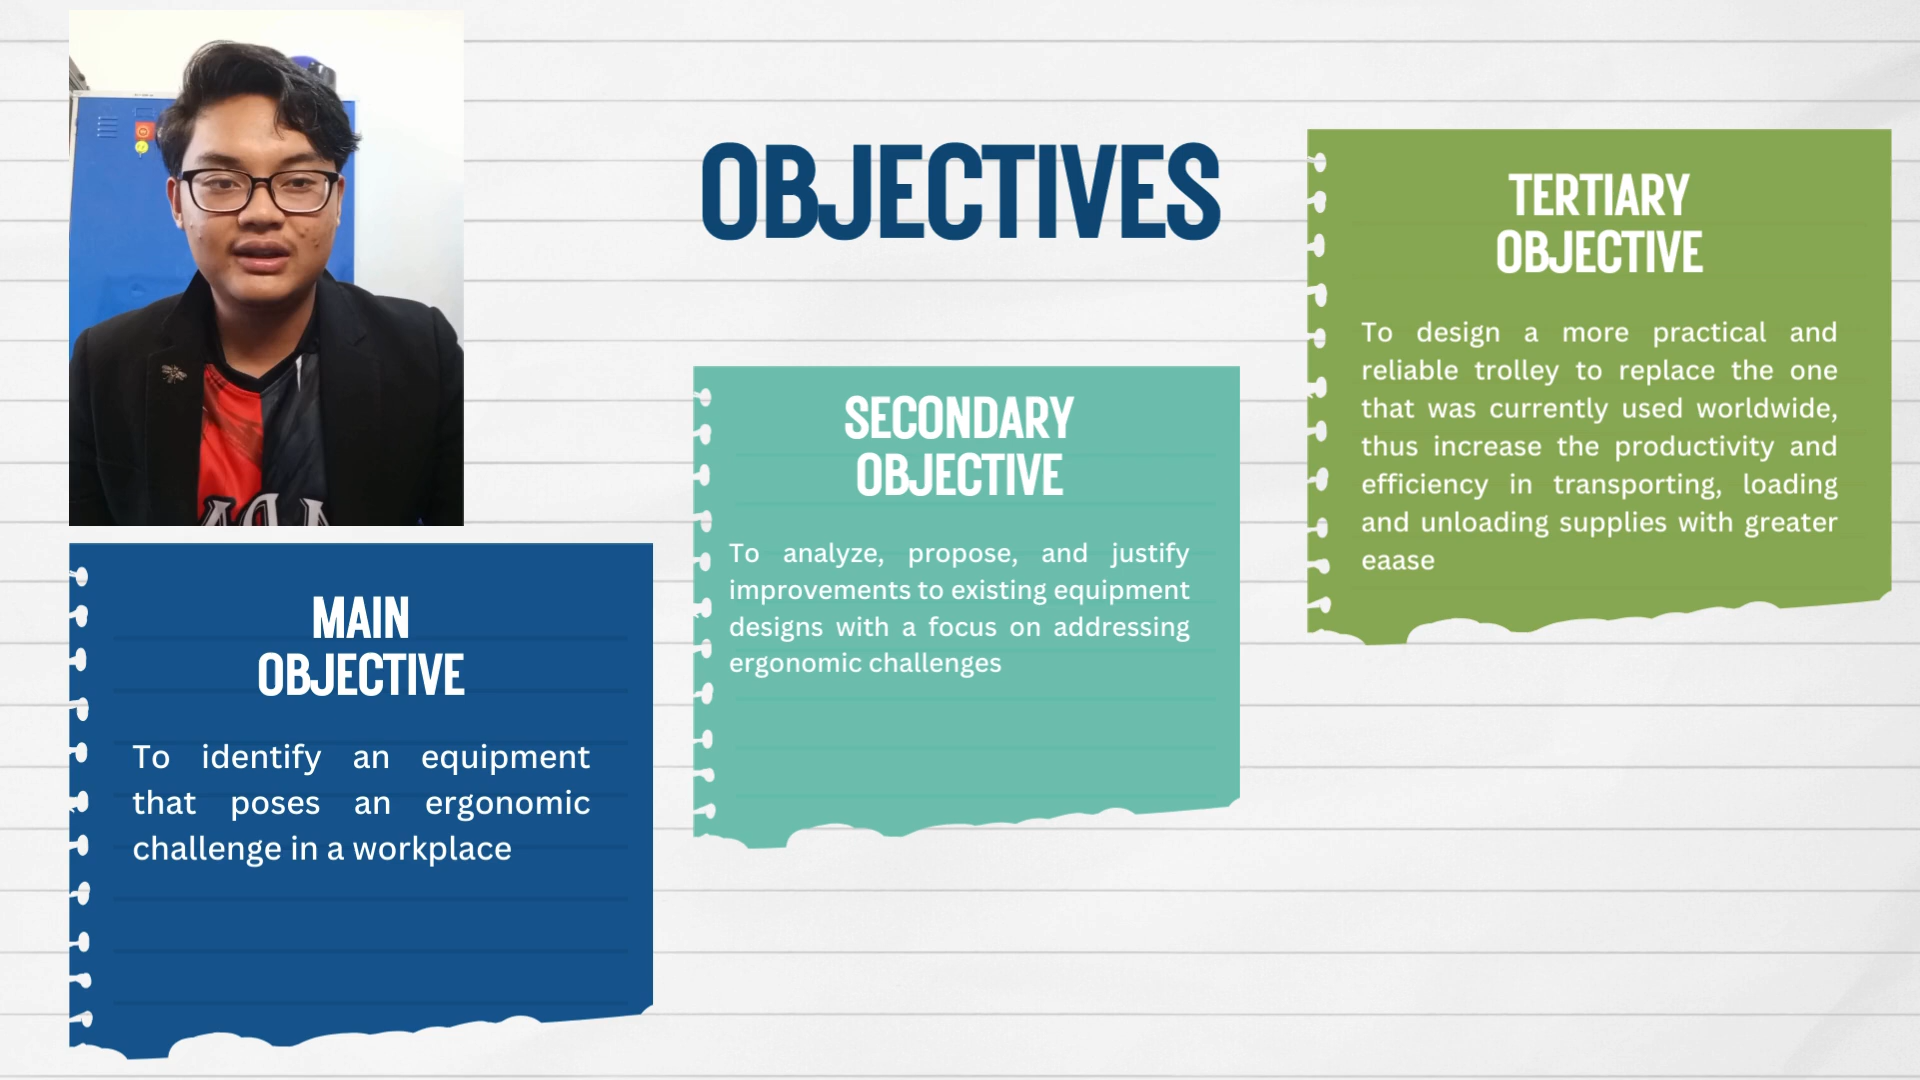 OBJECTIVES
MAIN
OBJECTIVE
To identify an equipment
that poses an ergonomic
challenge in a workplace
SECONDARY
OBJECTIVE
To analyze, propose, and justify
improvements to existing equipment
designs with a focus on addressing
ergonomic challenges
TERTIARY
OBJECTIVE
To design a more practical and
reliable trolley to replace the one
that was currently used worldwide,
thus increase the productivity and
efficiency in transporting, loading
and unloading supplies with greater
eaase